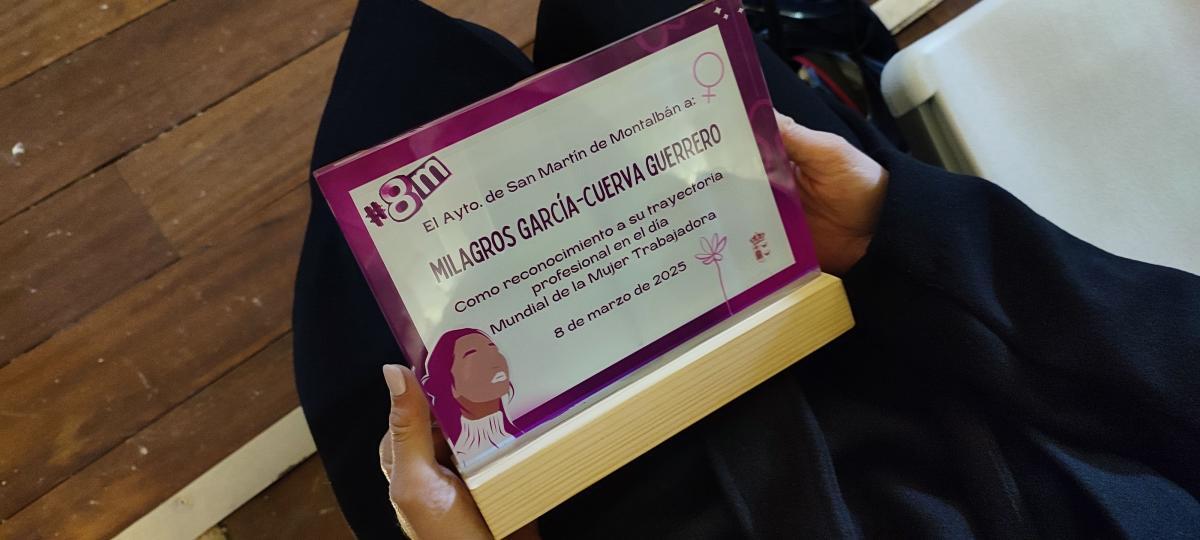 #8m
El Ayto. de San Martín de Montalbán a:
MILAGROS GARCÍA-CUERVA GUERRERO
Como reconocimiento a su trayectoria
profesional en el día
Mundial de la Mujer Trabajadora
8 de marzo de 2025